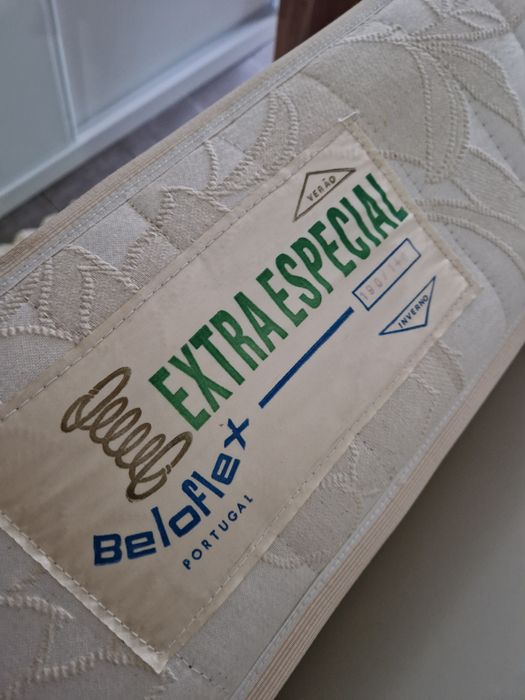 VERÃO
EXTRA ESPECIAL
INVERNO
Beloflex
PORTUGAL